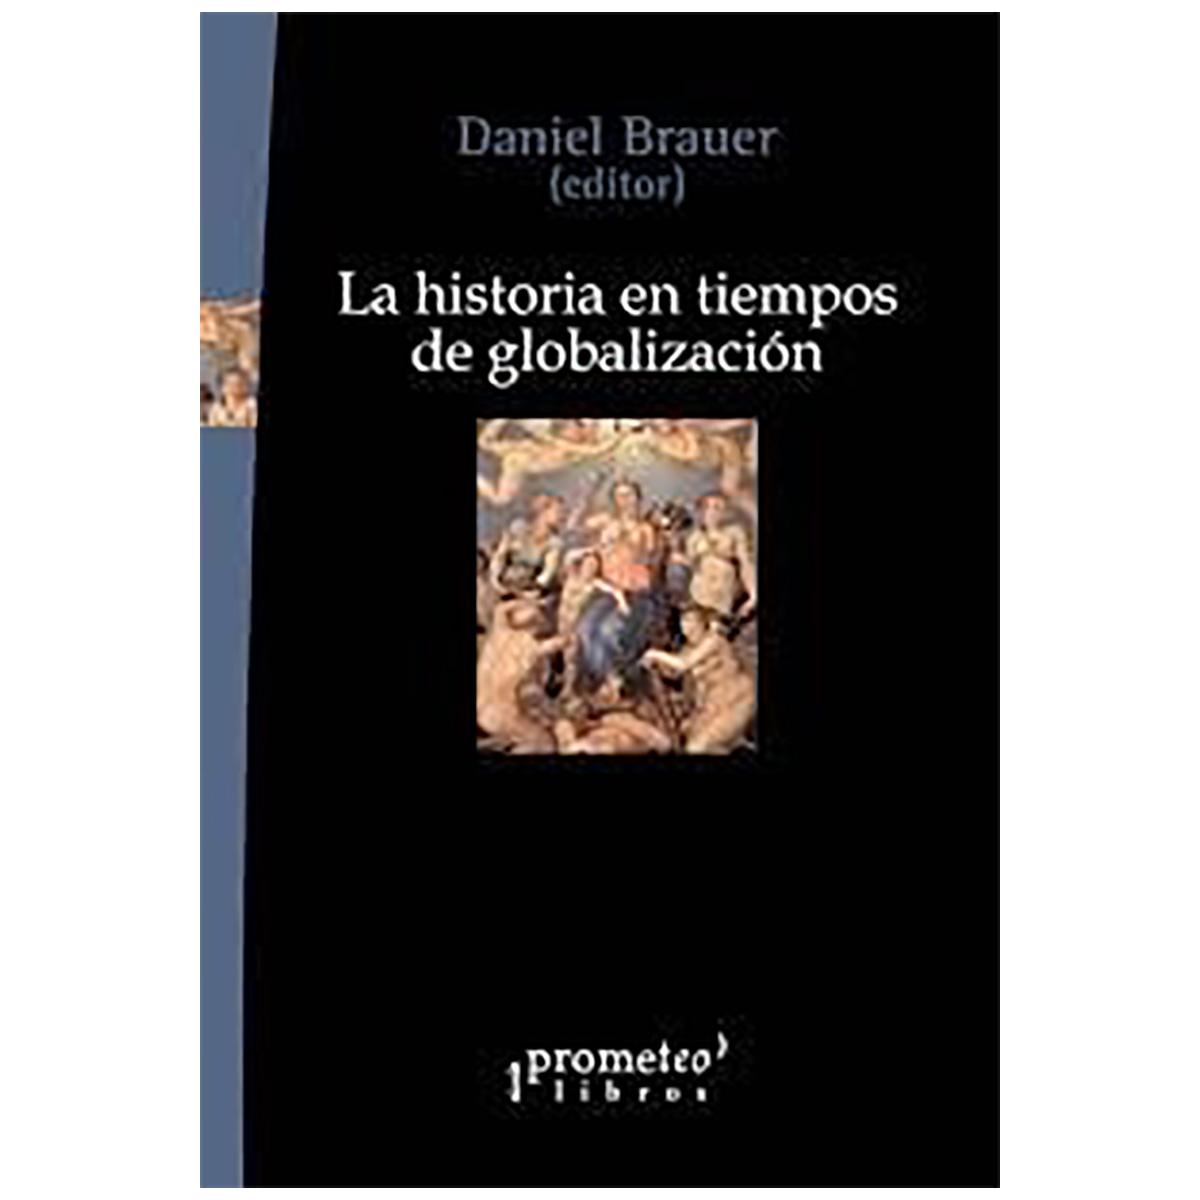 Daniel Brauer
(editor)
La historia en tiempos
de globalización
prometeo
libros